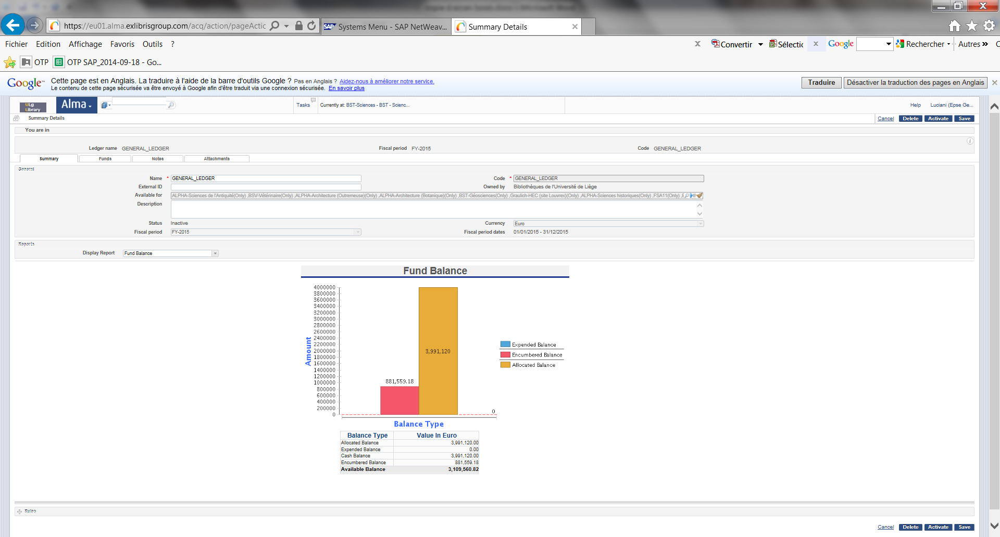 https://eu01.alma.exlibrisgroup.com/acq/action/pageActic
SAP Systems Menu - SAP NetWeav...
Summary Details
Fichier Edition Affichage Favoris Outils ?
Convertir Sélectic Google Rechercher Autres
OTP OTP SAP_2014-09-18 - Go...
Google Cette page est en Anglais. La traduire à l'aide de la barre d'outils Google ? Pas en Anglais ? Aidez-nous à améliorer notre service.
Le contenu de cette page sécurisée va être envoyé à Google afin d'être traduit via une connexion sécurisée. En savoir plus
Traduire Désactiver la traduction des pages en Anglais
ULg Library
Alma
Tasks Currently at: BST-Sciences - BST - Scienc...
Help Luciani (Epse Ge...
Summary Details
Cancel Delete Activate Save
You are in
Ledger name GENERAL_LEDGER Fiscal period FY-2015 Code GENERAL_LEDGER
Summary Funds Notes Attachments
General
Name * GENERAL_LEDGER Code * GENERAL_LEDGER
External ID Owned by Bibliothèques de l'Université de Liège
Available for ALPHA-Sciences de l'Antiquité(Only) ,BSV-Vétérinaire(Only) ,ALPHA-Architecture (Outremeuse)(Only) ,ALPHA-Architecture (Botanique)(Only) ,BST-Géosciences(Only) ,Graulich-HEC (site Louvrex)(Only) ,ALPHA-Sciences historiques(Only) ,FSA11(Only)
Description
Status Inactive Currency Euro
Fiscal period FY-2015 Fiscal period dates 01/01/2015 - 31/12/2015
Reports
Display Report Fund Balance
Fund Balance
4000000
3800000
3600000
3400000
3200000
3000000
2800000
2600000
2400000
2200000
2000000
1800000
1600000
1400000
1200000
1000000
800000
600000
400000
200000
0
Amount
881,559.18
3,991,120
0
Balance Type
Expended Balance
Encumbered Balance
Allocated Balance
Balance Type Value In Euro
Allocated Balance 3,991,120.00
Expended Balance 0.00
Cash Balance 3,991,120.00
Encumbered Balance 881,559.18
Available Balance 3,109,560.82
Rules
Cancel Delete Activate Save